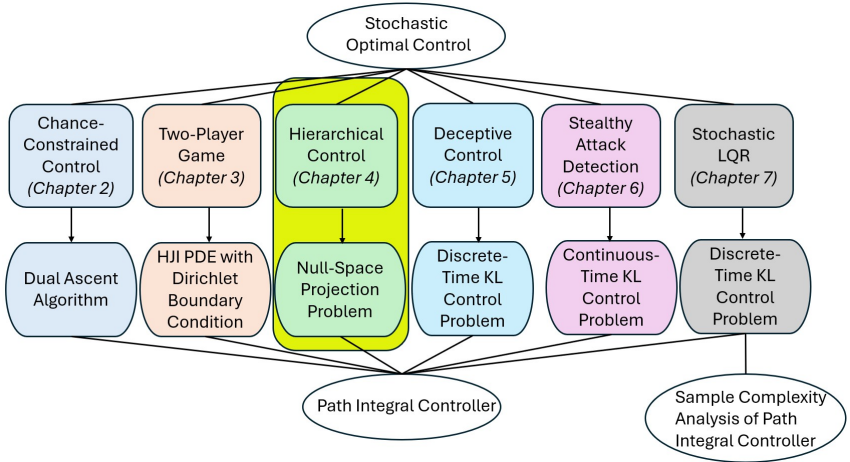 Stochastic
Optimal Control
Chance-
Constrained
Control
(Chapter 2)
Two-Player
Game
(Chapter 3)
Hierarchical
Control
(Chapter 4)
Deceptive
Control
(Chapter 5)
Stealthy
Attack
Detection
(Chapter 6)
Stochastic
LQR
(Chapter 7)
Dual Ascent
Algorithm
HJI PDE with
Dirichlet
Boundary
Condition
Null-Space
Projection
Problem
Discrete-
Time KL
Control
Problem
Continuous-
Time KL
Control
Problem
Discrete-
Time KL
Control
Problem
Path Integral Controller
Sample Complexity
Analysis of Path
Integral Controller